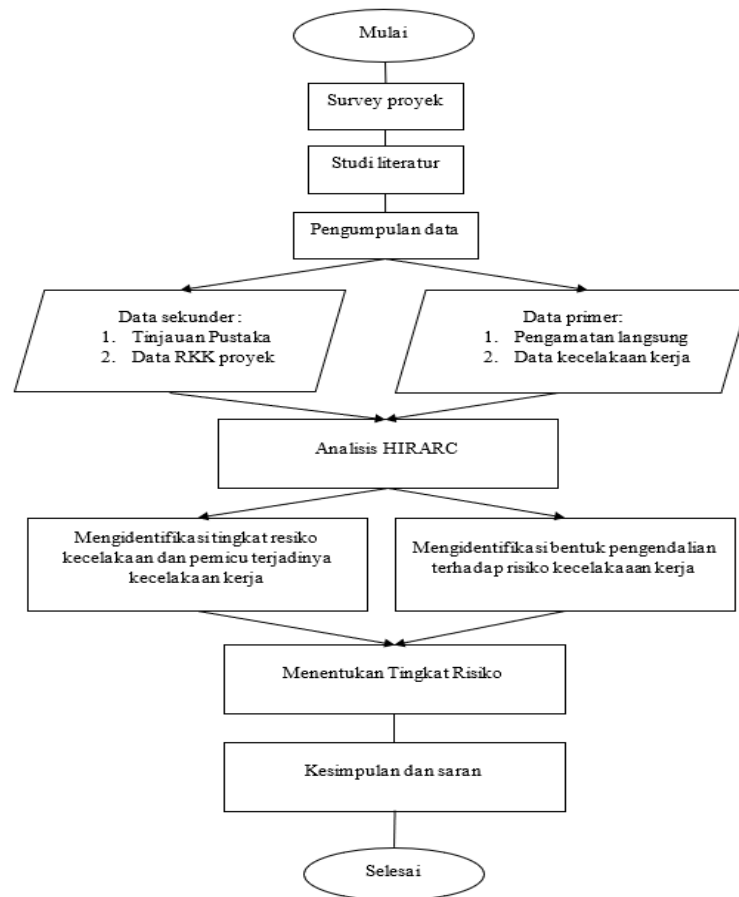 Mulai
Survey proyek
Studi literatur
Pengumpulan data
Data sekunder :
1. Tinjauan Pustaka
2. Data RKK proyek
Data primer:
1. Pengamatan langsung
2. Data kecelakaan kerja
Analisis HIRARC
Mengidentifikasi tingkat resiko
kecelakaan dan pemicu terjadinya
kecelakaan kerja
Mengidentifikasi bentuk pengendalian
terhadap risiko kecelakaaan kerja
Menentukan Tingkat Risiko
Kesimpulan dan saran
Selesai